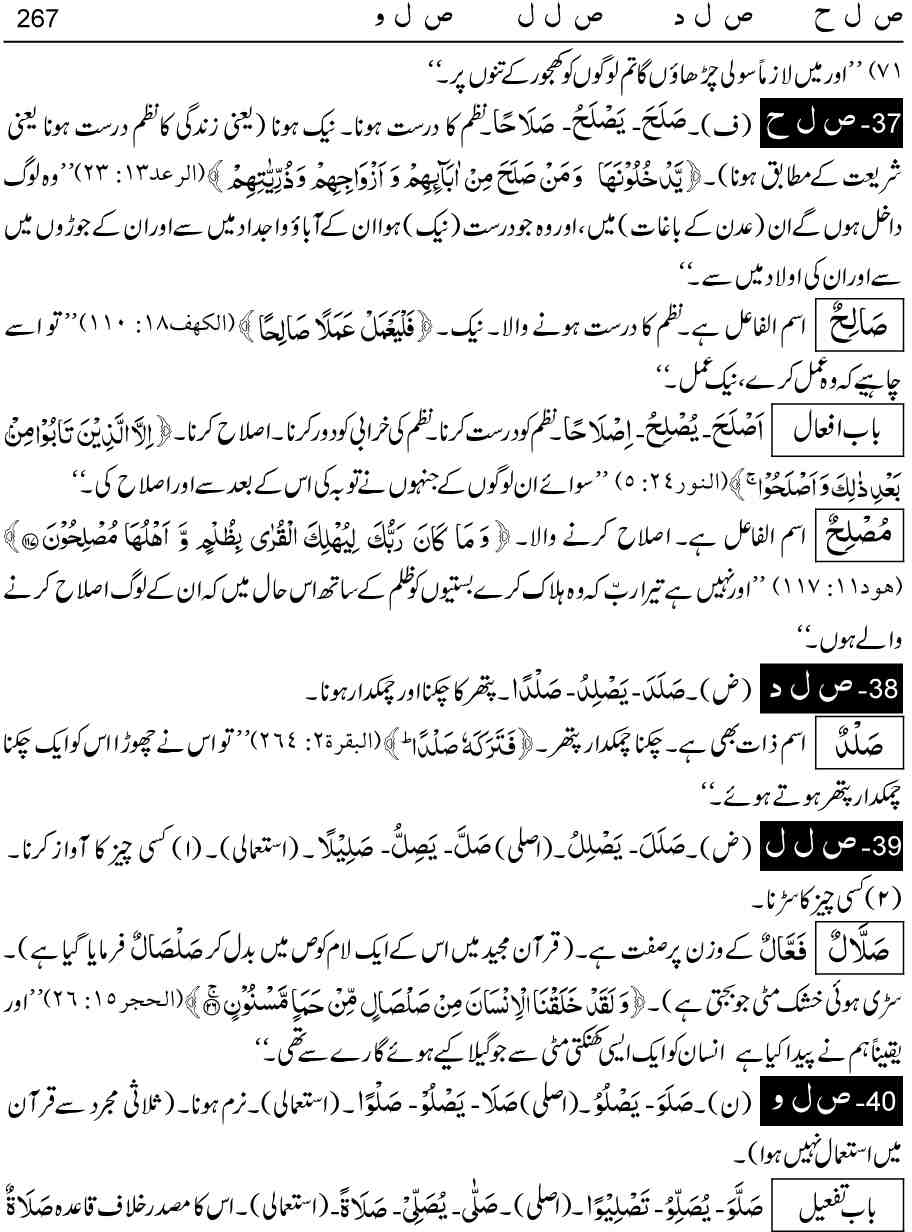 ص ل ح ص ل د ص ل ل ص ل و 267
۷۱) ’’اور میں لازماً سولی چڑھاؤں گا تم لوگوں کو کھجور کے تنوں پر۔‘‘
37- ص ل ح (ف)۔ صَلَحَ- يَصْلَحُ- صَلَاحًا۔ نظم کا درست ہونا۔ نیک ہونا (یعنی زندگی کا نظم درست ہونا یعنی
شریعت کے مطابق ہونا)۔ ﴿يَّدْخُلُوْنَهَا وَمَنْ صَلَحَ مِنْ اٰبَآئِهِمْ وَ اَزْوَاجِهِمْ وَذُرِّيّٰتِهِمْ﴾ (الرعد۱۳: ۲۳) ’’وہ لوگ
داخل ہوں گے ان (عدن کے باغات) میں، اور وہ جو درست (نیک) ہوا ان کے آباؤ واجداد میں سے اور ان کے جوڑوں میں
سے اور ان کی اولاد میں سے۔‘‘
صَالِحٌ اسم الفاعل ہے۔ نظم کا درست ہونے والا۔ نیک۔ ﴿فَلْيَعْمَلْ عَمَلًا صَالِحًا﴾ (الكهف۱۸: ۱۱۰) ’’تو اسے
چاہیے کہ وہ عمل کرے، نیک عمل۔‘‘
باب افعال اَصْلَحَ- يُصْلِحُ- اِصْلَاحًا۔ نظم کو درست کرنا۔ نظم کی خرابی کو دور کرنا۔ اصلاح کرنا۔ ﴿اِلَّا الَّذِيْنَ تَابُوْا مِنْۢ
بَعْدِ ذٰلِكَ وَ اَصْلَحُوْا ۚ﴾ (النور۲۴: ۵) ’’سوائے ان لوگوں کے جنہوں نے توبہ کی اس کے بعد سے اور اصلاح کی۔‘‘
مُصْلِحٌ اسم الفاعل ہے۔ اصلاح کرنے والا۔ ﴿وَ مَا كَانَ رَبُّكَ لِيُهْلِكَ الْقُرٰى بِظُلْمٍ وَّ اَهْلُهَا مُصْلِحُوْنَ ۝۱۱۷﴾
(هود۱۱: ۱۱۷) ’’اور نہیں ہے تیرا ربّ کہ وہ ہلاک کرے بستیوں کو ظلم کے ساتھ اس حال میں کہ ان کے لوگ اصلاح کرنے
والے ہوں۔‘‘
38- ص ل د (ض)۔ صَلَدَ- يَصْلِدُ- صَلْدًا۔ پتھر کا چکنا اور چمکدار ہونا۔
صَلْدٌ اسم ذات بھی ہے۔ چکنا چمکدار پتھر۔ ﴿فَتَرَكَهٗ صَلْدًا ؕ﴾ (البقرة۲: ۲۶۴) ’’تو اس نے چھوڑا اس کو ایک چکنا
چمکدار پتھر ہوتے ہوئے۔‘‘
39- ص ل ل (ض)۔ صَلَلَ- يَصْلِلُ۔ (اصلی) صَلَّ- يَصِلُّ- صَلِيْلًا۔ (استعمالی)۔ (۱) کسی چیز کا آواز کرنا۔
(۲) کسی چیز کا سڑنا۔
صَلَّالٌ فَعَّالٌ کے وزن پر صفت ہے۔ (قرآن مجید میں اس کے ایک لام کو ص میں بدل کر صَلْصَالٌ فرمایا گیا ہے)۔
سڑی ہوئی خشک مٹی جو بجتی ہے)۔ ﴿وَ لَقَدْ خَلَقْنَا الْاِنْسَانَ مِنْ صَلْصَالٍ مِّنْ حَمَاٍ مَّسْنُوْنٍ ۚ۝۲۶﴾ (الحجر۱۵: ۲۶) ’’اور
یقیناً ہم نے پیدا کیا ہے انسان کو ایک ایسی کھنکتی مٹی سے جو گیلا کیے ہوئے گارے سے تھی۔‘‘
40- ص ل و (ن)۔ صَلَوَ- يَصْلُوُ۔ (اصلی) صَلَا- يَصْلُوْ- صَلْوًا۔ (استعمالی)۔ نرم ہونا۔ (ثلاثی مجرد سے قرآن
میں استعمال نہیں ہوا)۔
باب تفعیل صَلَّوَ- يُصَلِّوُ- تَصْلِيْوًا۔ (اصلی)۔ صَلّٰى- يُصَلِّيْ- صَلَاةً۔ (استعمالی)۔ اس کا مصدر خلاف قاعدہ صَلَاةٌ